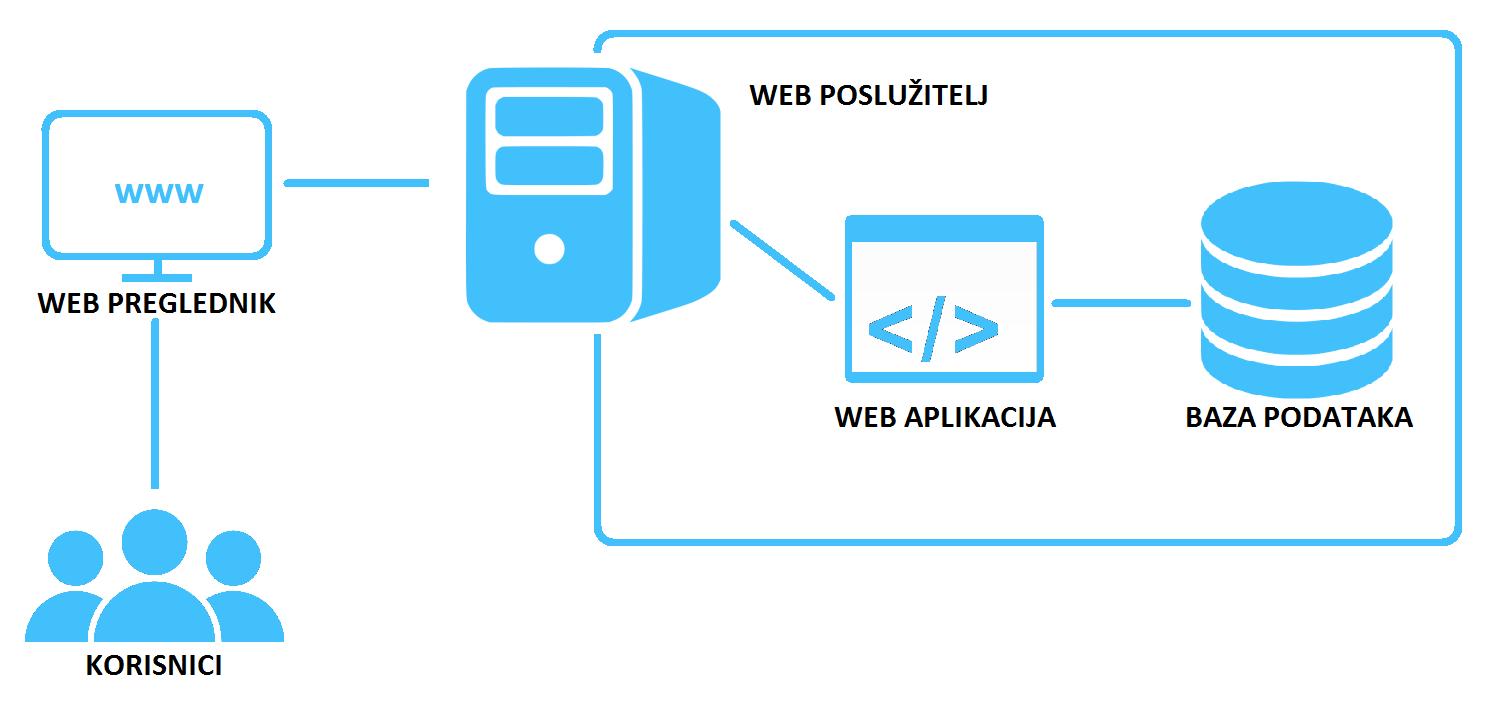 WEB POSLUŽITELJ
www
WEB PREGLEDNIK
</>
WEB APLIKACIJA
BAZA PODATAKA
KORISNICI